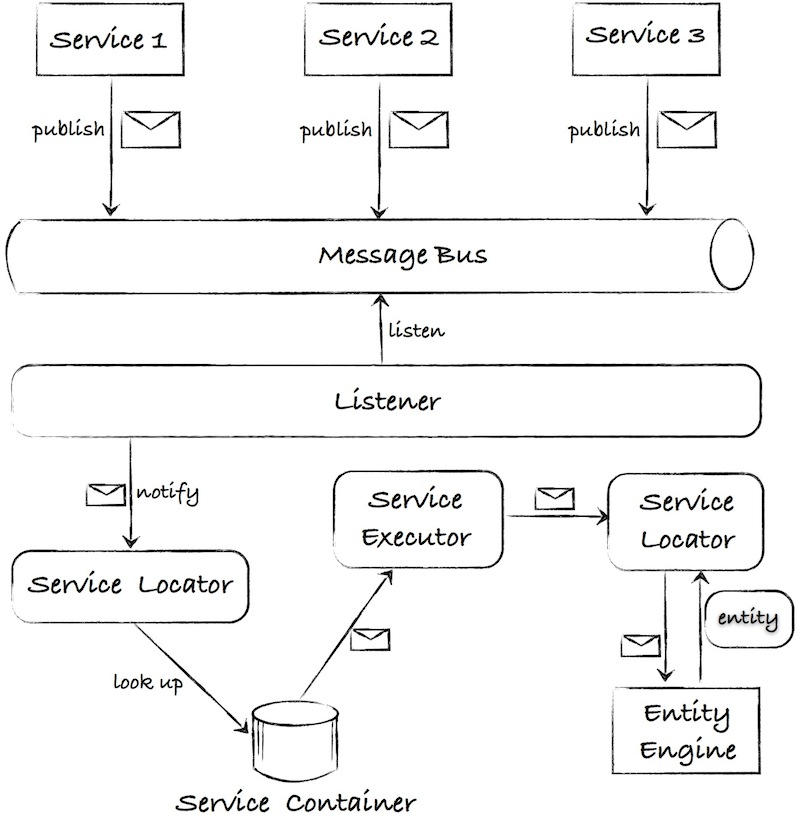 Service 1
Service 2
Service 3
publish
publish
publish
Message Bus
listen
Listener
notify
Service
Executor
Service
Locator
Service Locator
entity
look up
Entity
Engine
Service Container